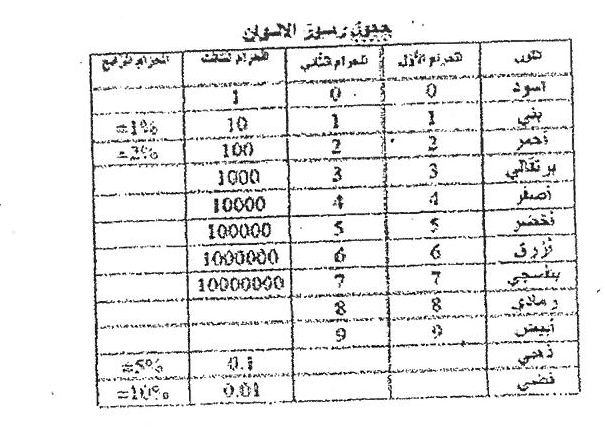 جدول رموز الالوان
اللون الحزام الأول الحزام الثاني الحزام الثالث الحزام الرابع
اسود 0 0 1
بني 1 1 10 ±1%
أحمر 2 2 100 ±2%
برتقالي 3 3 1000
أصفر 4 4 10000
أخضر 5 5 100000
أزرق 6 6 1000000
بنفسجي 7 7 10000000
رمادي 8 8
أبيض 9 9
ذهبي 0.1 ±5%
فضي 0.01 ±10%